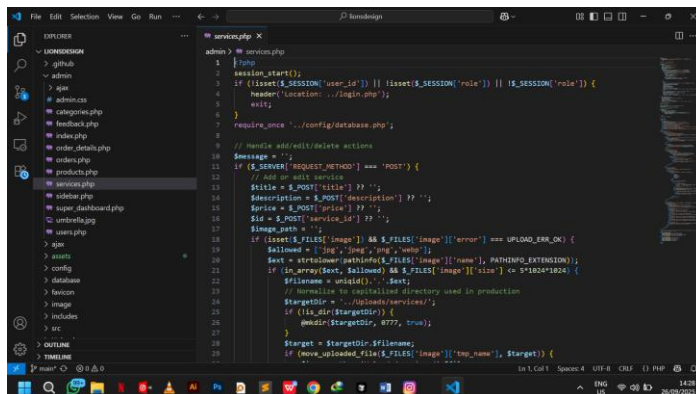 File Edit Selection View Go Run ...
lionsdesign
EXPLORER
LIONSDESIGN
.github
admin
ajax
# admin.css
categories.php
feedback.php
index.php
order_details.php
orders.php
products.php
services.php
sidebar.php
super_dashboard.php
umbrella.jpg
users.php
ajax
assets
config
database
favicon
image
includes
src
OUTLINE
TIMELINE
services.php
admin > services.php
1 <?php
2 session_start();
3 if (!isset($_SESSION['user_id']) || !isset($_SESSION['role']) || !$_SESSION['role']) {
4 header('Location: ../login.php');
5 exit;
6 }
7 require_once '../config/database.php';
8
9 // Handle add/edit/delete actions
10 $message = '';
11 if ($_SERVER['REQUEST_METHOD'] === 'POST') {
12 // Add or edit service
13 $title = $_POST['title'] ?? '';
14 $description = $_POST['description'] ?? '';
15 $price = $_POST['price'] ?? '';
16 $id = $_POST['service_id'] ?? '';
17 $image_path = '';
18 if (isset($_FILES['image']) && $_FILES['image']['error'] === UPLOAD_ERR_OK) {
19 $allowed = ['jpg','jpeg','png','webp'];
20 $ext = strtolower(pathinfo($_FILES['image']['name'], PATHINFO_EXTENSION));
21 if (in_array($ext, $allowed) && $_FILES['image']['size'] <= 5*1024*1024) {
22 $filename = uniqid().'.'.$ext;
23 // Normalize to capitalized directory used in production
24 $targetDir = '../Uploads/services/';
25 if (!is_dir($targetDir)) {
26 @mkdir($targetDir, 0777, true);
27 }
28 $target = $targetDir.$filename;
29 if (move_uploaded_file($_FILES['image']['tmp_name'], $target)) {
main* 0 0 Ln 1, Col 1 Spaces: 4 UTF-8 CRLF {} PHP
ENG
US
14:28
26/09/2025